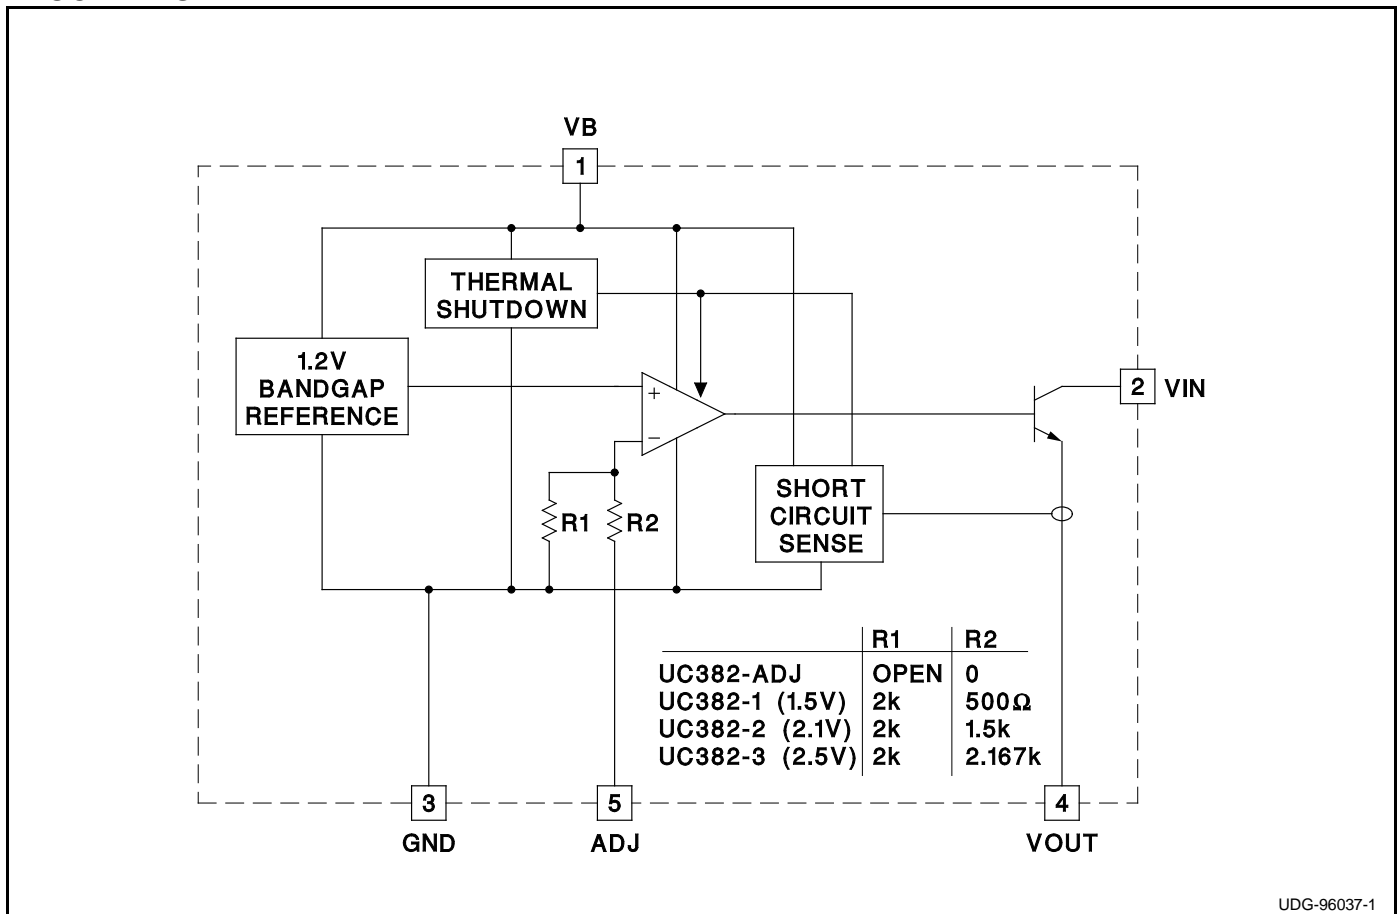 VB
1
THERMAL
SHUTDOWN
1.2V
BANDGAP
REFERENCE
+
−
2 VIN
R1 R2
SHORT
CIRCUIT
SENSE
R1 R2
UC382-ADJ OPEN 0
UC382-1 (1.5V) 2k 500Ω
UC382-2 (2.1V) 2k 1.5k
UC382-3 (2.5V) 2k 2.167k
3 5 4
GND ADJ VOUT
UDG-96037-1